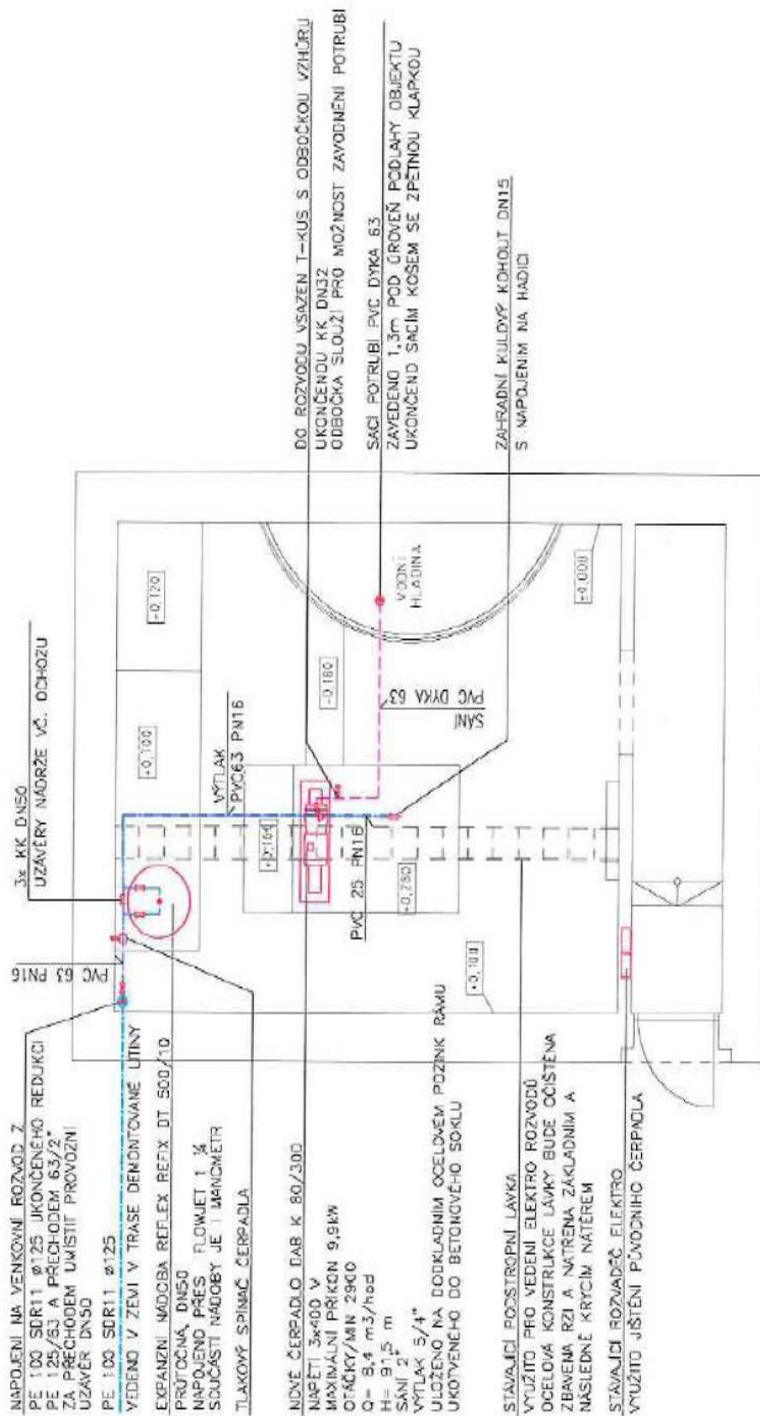 NAPOJENÍ NA VENKOVNÍ ROZVOD Z
PE 100 SDR11 ø125 UKONČENÉHO REDUKCÍ
PE 125/63 A PŘECHODEM 63/2"
ZA PŘECHODEM UMÍSTIT PROVOZNÍ
UZÁVĚR DN50
PE 100 SDR11 ø125
VEDENO V ZEMI V TRASE DEMONTOVANÉ LITINY
EXPANZNÍ NÁDOBA REFLEX REFIX DT 500/10
PRŮTOČNÁ, DN50
NAPOJENO PŘES FLOWJET 1 ¼
SOUČÁSTÍ NÁDOBY JE I MANOMETR
TLAKOVÝ SPÍNAČ ČERPADLA
NOVÉ ČERPADLO DAB K 80/300
NAPĚTÍ 3x400 V
MAXIMÁLNÍ PŘÍKON 9,9kW
OTÁČKY/MIN 2900
Q= 8,4 m3/hod
H= 91,5 m
SÁNÍ 2"
VÝTLAK 5/4"
ULOŽENO NA DODKLADNÍM OCELOVÉM POZINK RÁMU
UKOTVENÉHO DO BETONOVÉHO SOKLU
STÁVAJÍCÍ PODSTROPNÍ LÁVKA
VYUŽITO PRO VEDENÍ ELEKTRO ROZVODŮ
OCELOVÁ KONSTRUKCE LÁVKY BUDE OČIŠTĚNA
ZBAVENA RZI A NATŘENA ZÁKLADNÍM A
NÁSLEDNĚ KRYCÍM NÁTĚREM
STÁVAJÍCÍ ROZVADĚČ ELEKTRO
VYUŽITO JIŠTĚNÍ PŮVODNÍHO ČERPADLA
PVC 63 PN16
3x KK DN50
UZÁVĚRY NÁDRŽE VČ. OCHOZU
VÝTLAK
PVC63 PN16
+0,100
+0,120
-0,180
PVC 25 PN16
+0,280
+0,100
±0,000
SÁNÍ
PVC DYKA 63
VODNÍ
HLADINA
DO ROZVODU VSAZEN T-KUS S ODBOČKOU VZHŮRU
UKONČENOU KK DN32
ODBOČKA SLOUŽÍ PRO MOŽNOST ZAVODNĚNÍ POTRUBÍ
SACÍ POTRUBÍ PVC DYKA 63
ZAVEDENO 1,3m POD ÚROVEŇ PODLAHY OBJEKTU
UKONČENO SACÍM KOŠEM SE ZPĚTNOU KLAPKOU
ZAHRADNÍ KULOVÝ KOHOUT DN15
S NAPOJENÍM NA HADICI